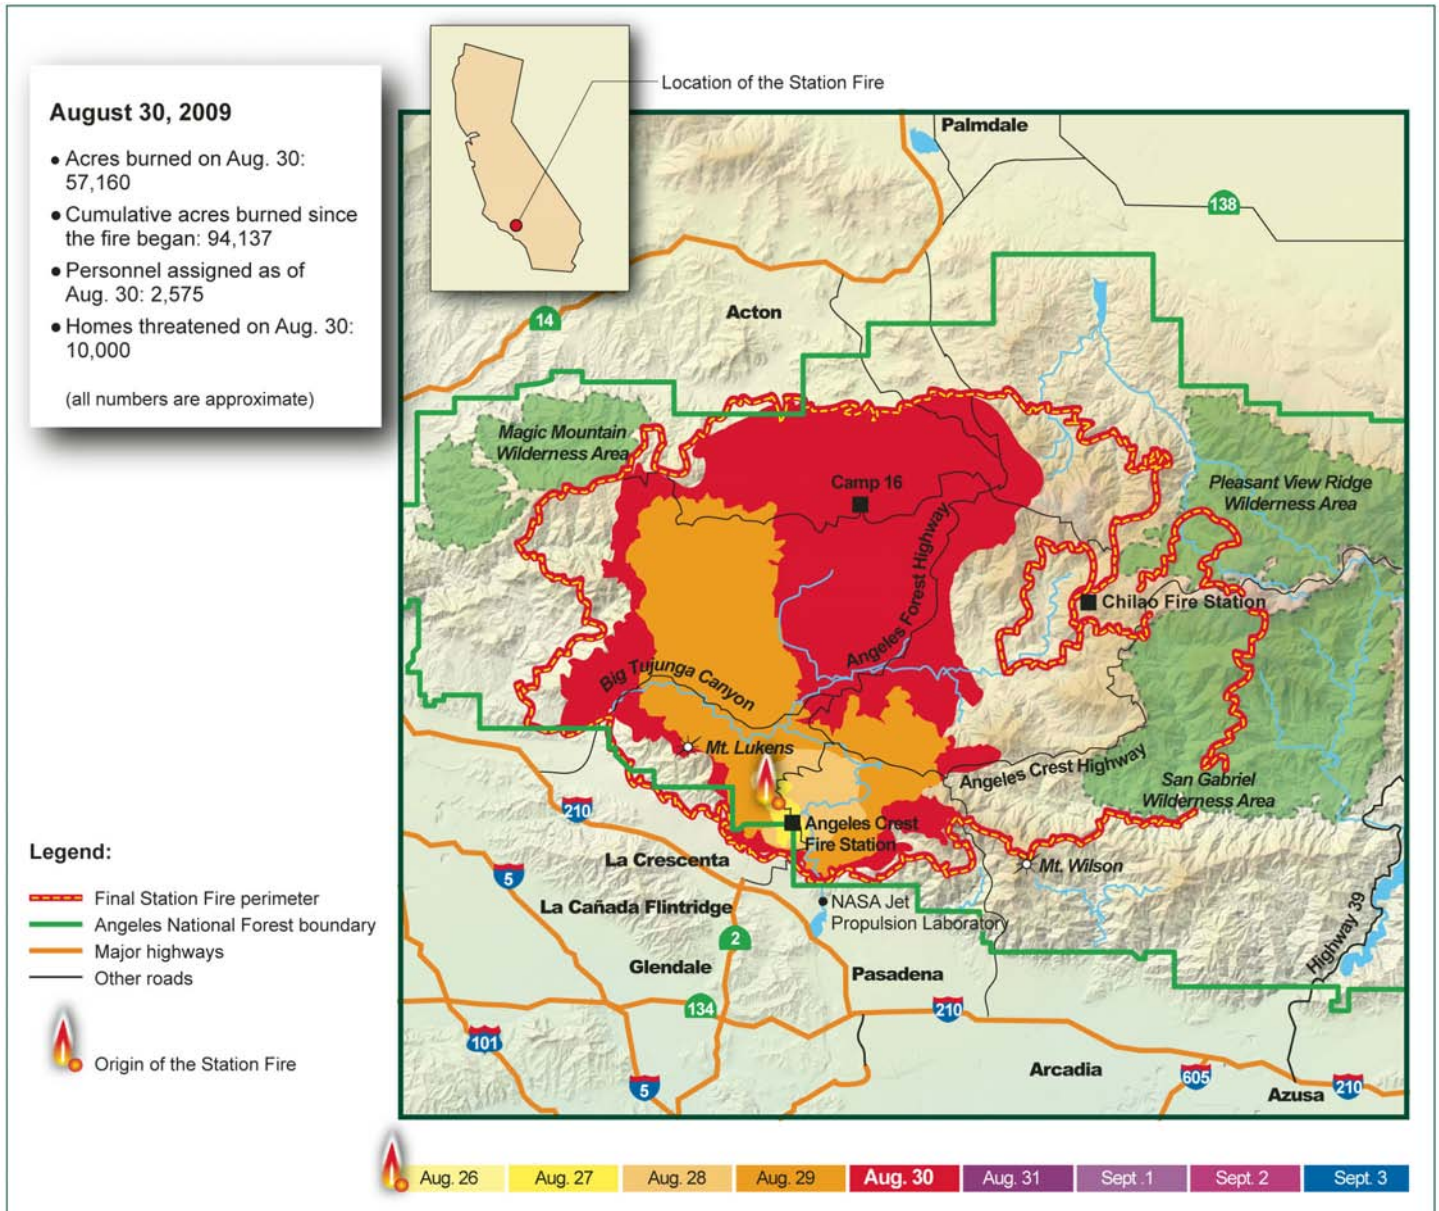 August 30, 2009
• Acres burned on Aug. 30:
57,160
• Cumulative acres burned since
the fire began: 94,137
• Personnel assigned as of
Aug. 30: 2,575
• Homes threatened on Aug. 30:
10,000
(all numbers are approximate)
Location of the Station Fire
Palmdale
138
Acton
14
Magic Mountain
Wilderness Area
Camp 16
Pleasant View Ridge
Wilderness Area
Angeles Forest Highway
Chilao Fire Station
Big Tujunga Canyon
Mt. Lukens
Angeles Crest Highway
San Gabriel
Wilderness Area
210
Angeles Crest
Fire Station
La Crescenta
Mt. Wilson
5
La Cañada Flintridge
NASA Jet
Propulsion Laboratory
2
Highway 39
Glendale
Pasadena
134
210
101
5
Arcadia
605
Azusa
210
Legend:
Final Station Fire perimeter
Angeles National Forest boundary
Major highways
Other roads
Origin of the Station Fire
Aug. 26
Aug. 27
Aug. 28
Aug. 29
Aug. 30
Aug. 31
Sept .1
Sept. 2
Sept. 3